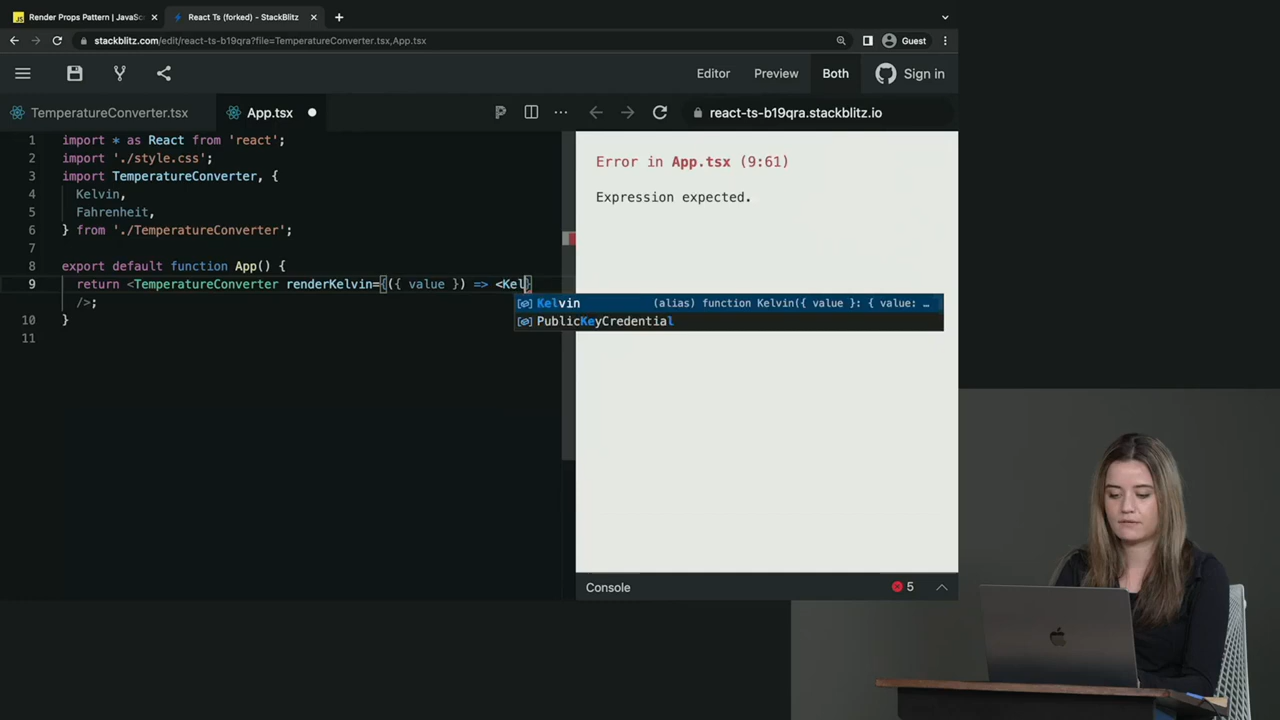 Render Props Pattern | JavaSc
React Ts (forked) - StackBlitz
stackblitz.com/edit/react-ts-b19qra?file=TemperatureConverter.tsx,App.tsx
Guest
Editor
Preview
Both
Sign in
TemperatureConverter.tsx
App.tsx
react-ts-b19qra.stackblitz.io
1 import * as React from 'react';
2 import './style.css';
3 import TemperatureConverter, {
4 Kelvin,
5 Fahrenheit,
6 } from './TemperatureConverter';
7
8 export default function App() {
9 return <TemperatureConverter renderKelvin={({ value }) => <Kel}
/>;
10 }
11
Kelvin (alias) function Kelvin({ value }: { value: …
PublicKeyCredential
Error in App.tsx (9:61)
Expression expected.
Console
5